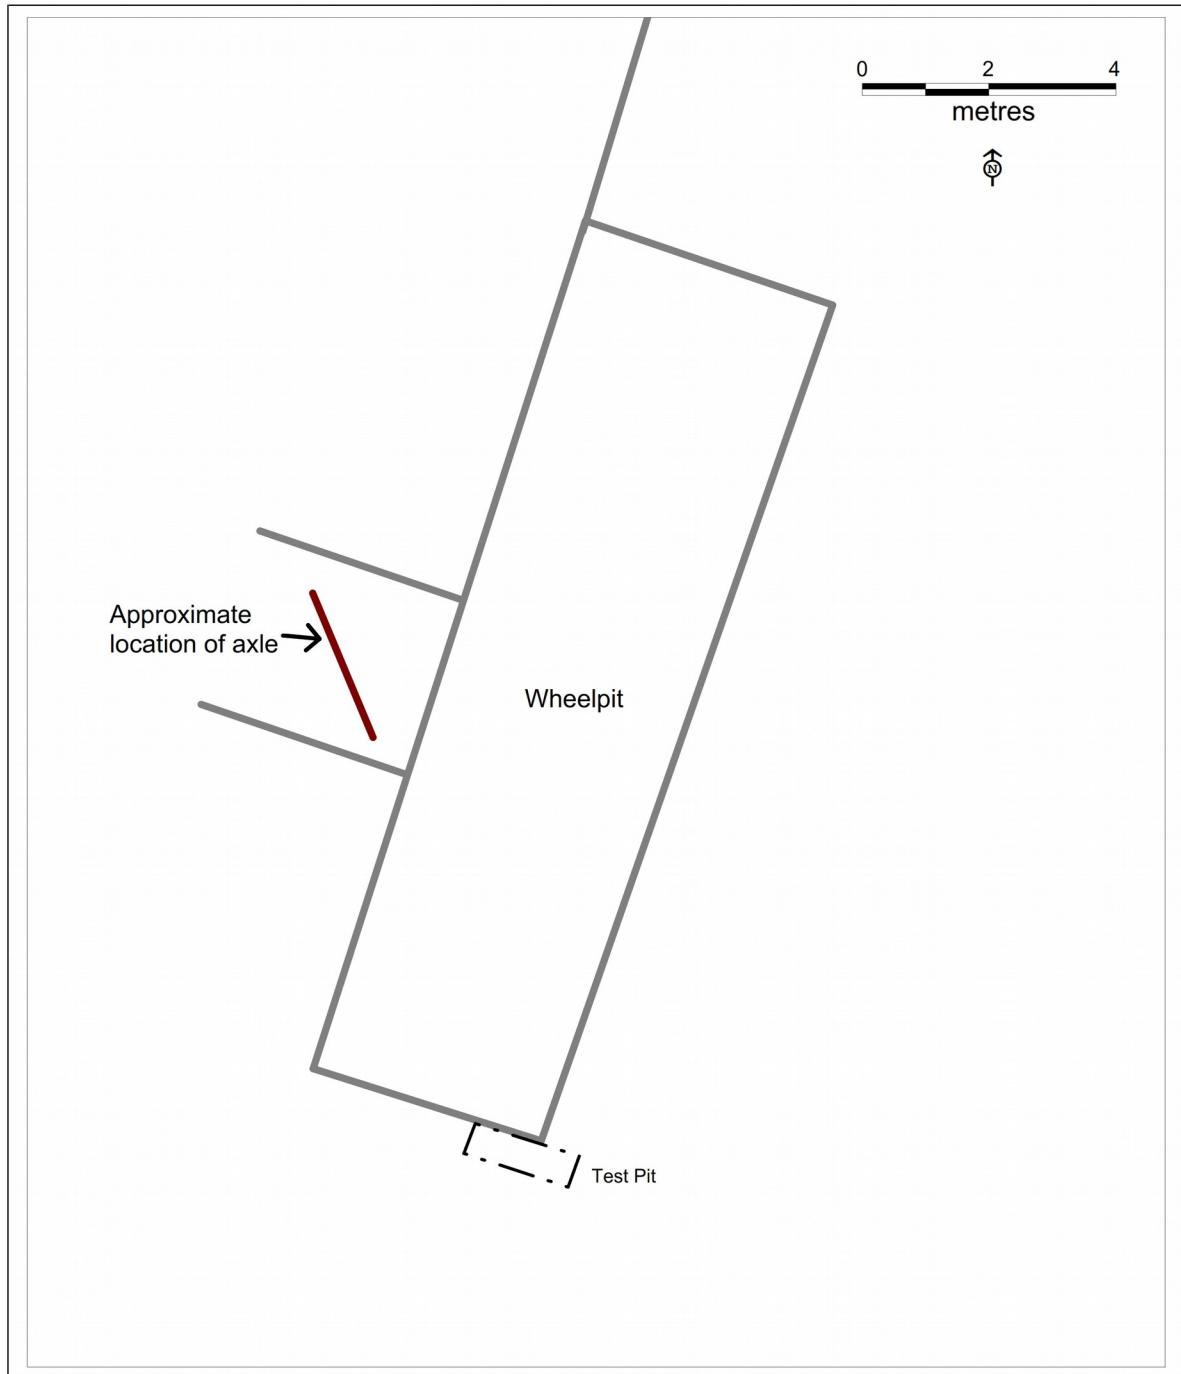 0 2 4
metres
N
Approximate
location of axle
Wheelpit
Test Pit